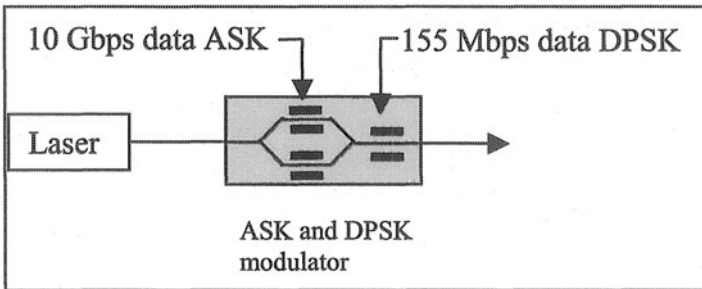 10 Gbps data ASK
155 Mbps data DPSK
Laser
ASK and DPSK
modulator